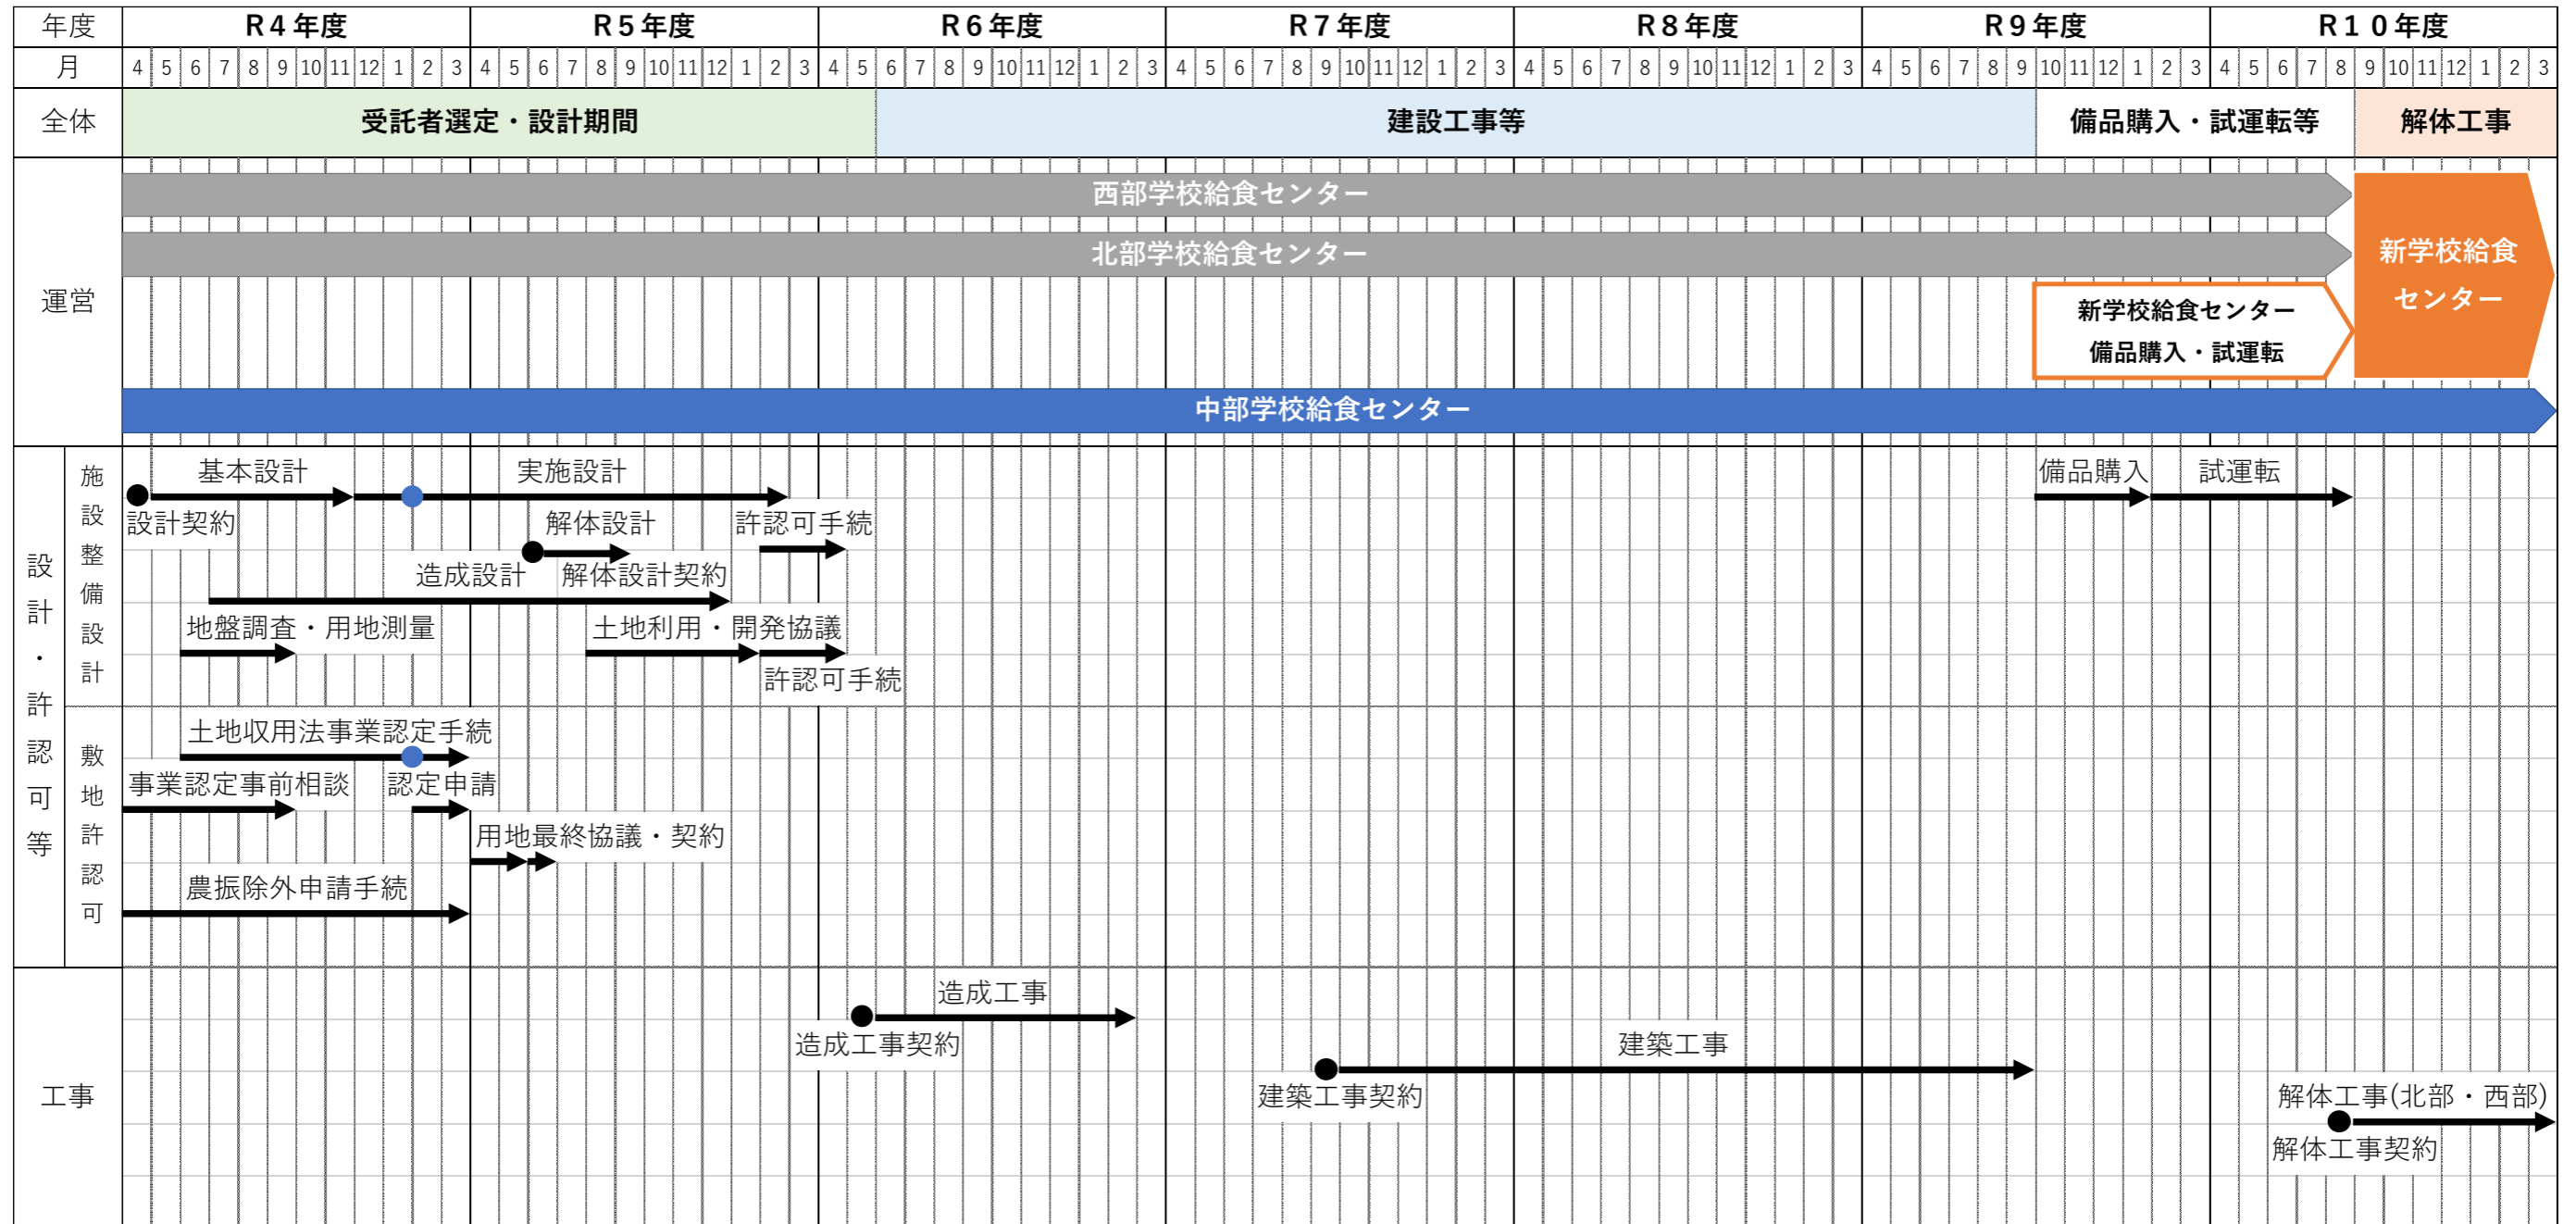 年度 R4年度 R5年度 R6年度 R7年度 R8年度 R9年度 R10年度
月 4 5 6 7 8 9 10 11 12 1 2 3 4 5 6 7 8 9 10 11 12 1 2 3 4 5 6 7 8 9 10 11 12 1 2 3 4 5 6 7 8 9 10 11 12 1 2 3 4 5 6 7 8 9 10 11 12 1 2 3 4 5 6 7 8 9 10 11 12 1 2 3 4 5 6 7 8 9 10 11 12 1 2 3
全体 受託者選定・設計期間 建設工事等 備品購入・試運転等 解体工事
運営
西部学校給食センター
北部学校給食センター
新学校給食
センター
新学校給食センター
備品購入・試運転
中部学校給食センター
設計・許認可等
施設整備設計
基本設計 実施設計 備品購入 試運転
設計契約 解体設計 許認可手続
造成設計 解体設計契約
地盤調査・用地測量 土地利用・開発協議
許認可手続
敷地許認可
土地収用法事業認定手続
事業認定事前相談 認定申請
用地最終協議・契約
農振除外申請手続
工事
造成工事
造成工事契約 建築工事
建築工事契約 解体工事(北部・西部)
解体工事契約